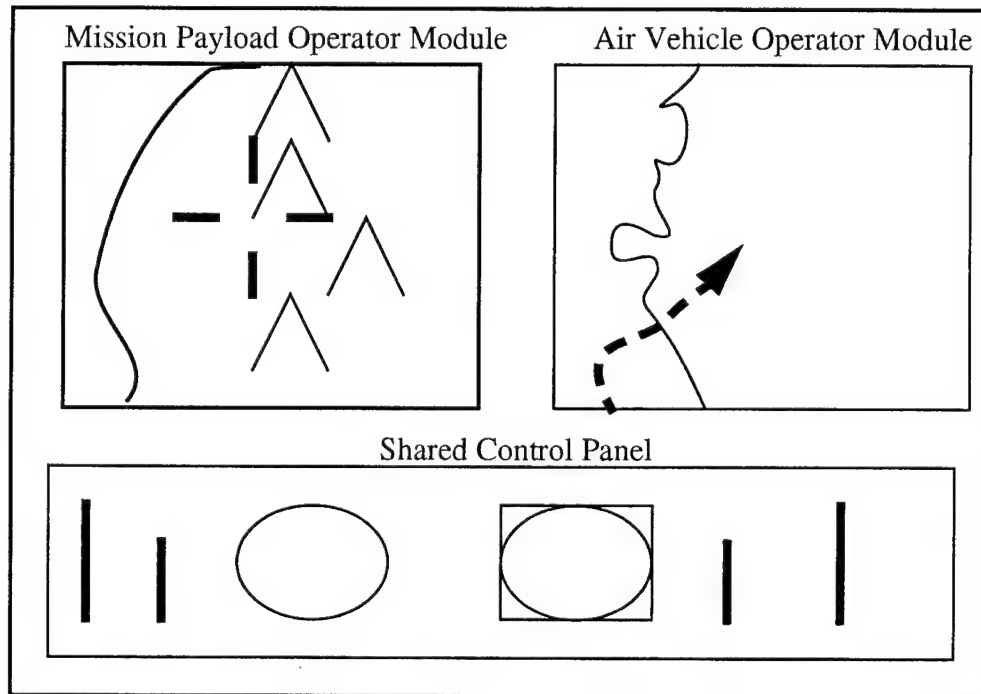 Mission Payload Operator Module
Air Vehicle Operator Module
Shared Control Panel